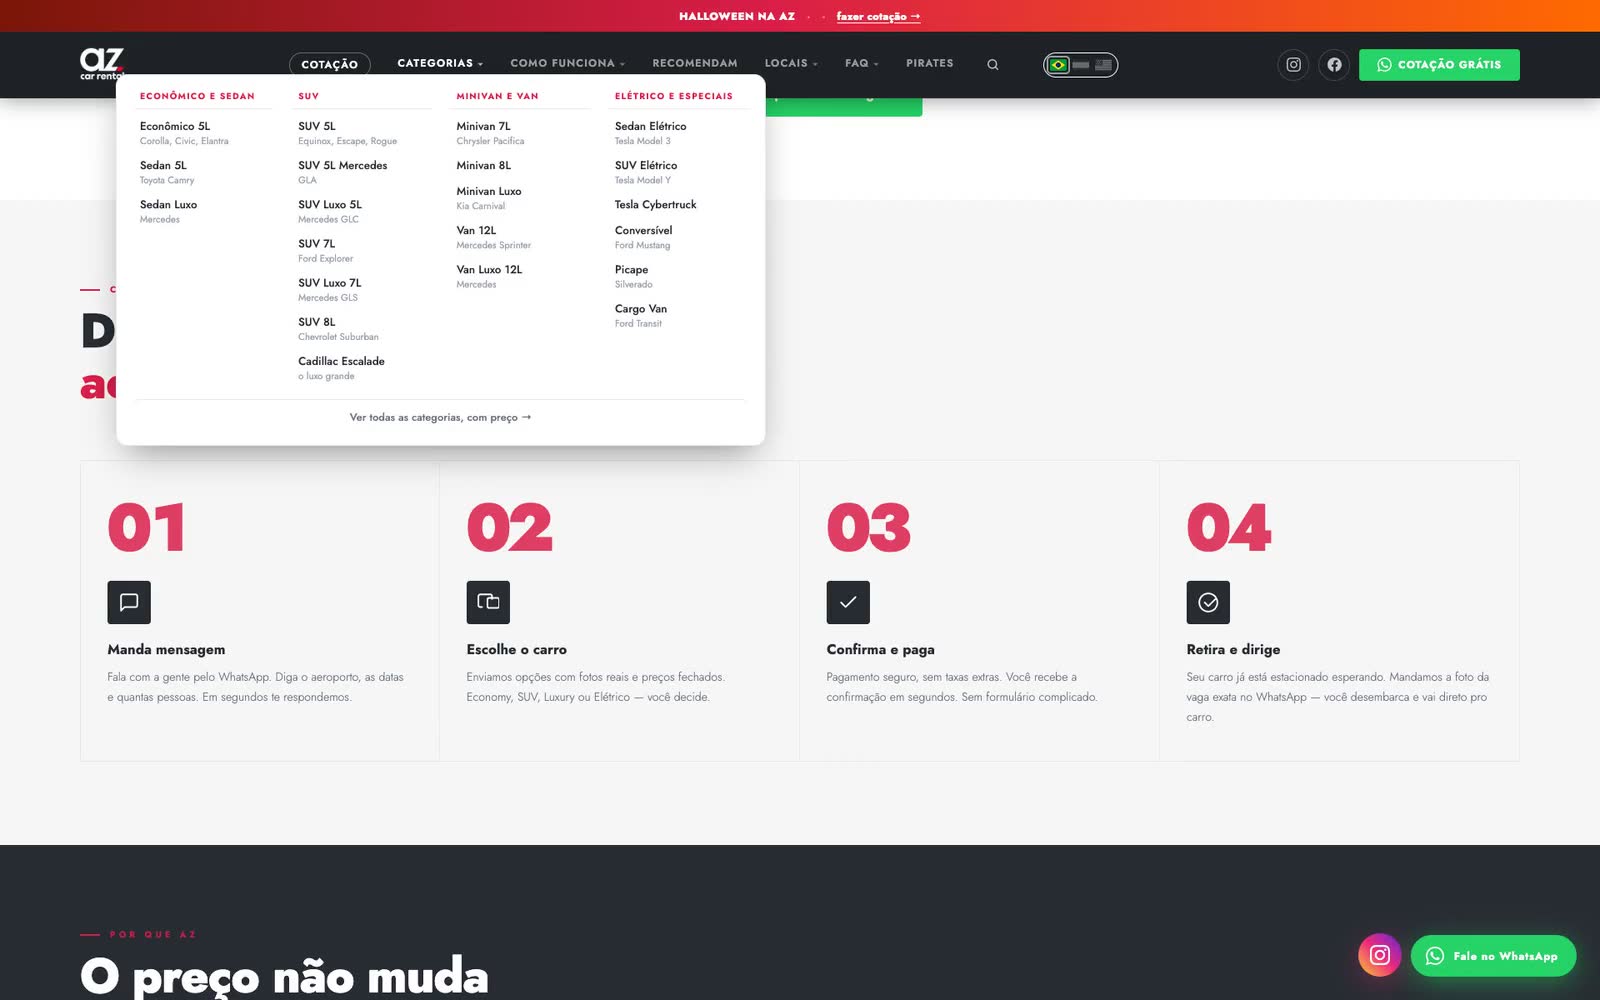 HALLOWEEN NA AZ · · fazer cotação →
az
car rental
COTAÇÃO
CATEGORIAS
COMO FUNCIONA
RECOMENDAM
LOCAIS
FAQ
PIRATES
COTAÇÃO GRÁTIS
ECONÔMICO E SEDAN
Econômico 5L
Corolla, Civic, Elantra
Sedan 5L
Toyota Camry
Sedan Luxo
Mercedes
SUV
SUV 5L
Equinox, Escape, Rogue
SUV 5L Mercedes
GLA
SUV Luxo 5L
Mercedes GLC
SUV 7L
Ford Explorer
SUV Luxo 7L
Mercedes GLS
SUV 8L
Chevrolet Suburban
Cadillac Escalade
o luxo grande
MINIVAN E VAN
Minivan 7L
Chrysler Pacifica
Minivan 8L
Minivan Luxo
Kia Carnival
Van 12L
Mercedes Sprinter
Van Luxo 12L
Mercedes
ELÉTRICO E ESPECIAIS
Sedan Elétrico
Tesla Model 3
SUV Elétrico
Tesla Model Y
Tesla Cybertruck
Conversível
Ford Mustang
Picape
Silverado
Cargo Van
Ford Transit
Ver todas as categorias, com preço →
01
Manda mensagem
Fala com a gente pelo WhatsApp. Diga o aeroporto, as datas
e quantas pessoas. Em segundos te respondemos.
02
Escolhe o carro
Enviamos opções com fotos reais e preços fechados.
Economy, SUV, Luxury ou Elétrico — você decide.
03
Confirma e paga
Pagamento seguro, sem taxas extras. Você recebe a
confirmação em segundos. Sem formulário complicado.
04
Retira e dirige
Seu carro já está estacionado esperando. Mandamos a foto da
vaga exata no WhatsApp — você desembarca e vai direto pro
carro.
POR QUE AZ
O preço não muda
Fale no WhatsApp